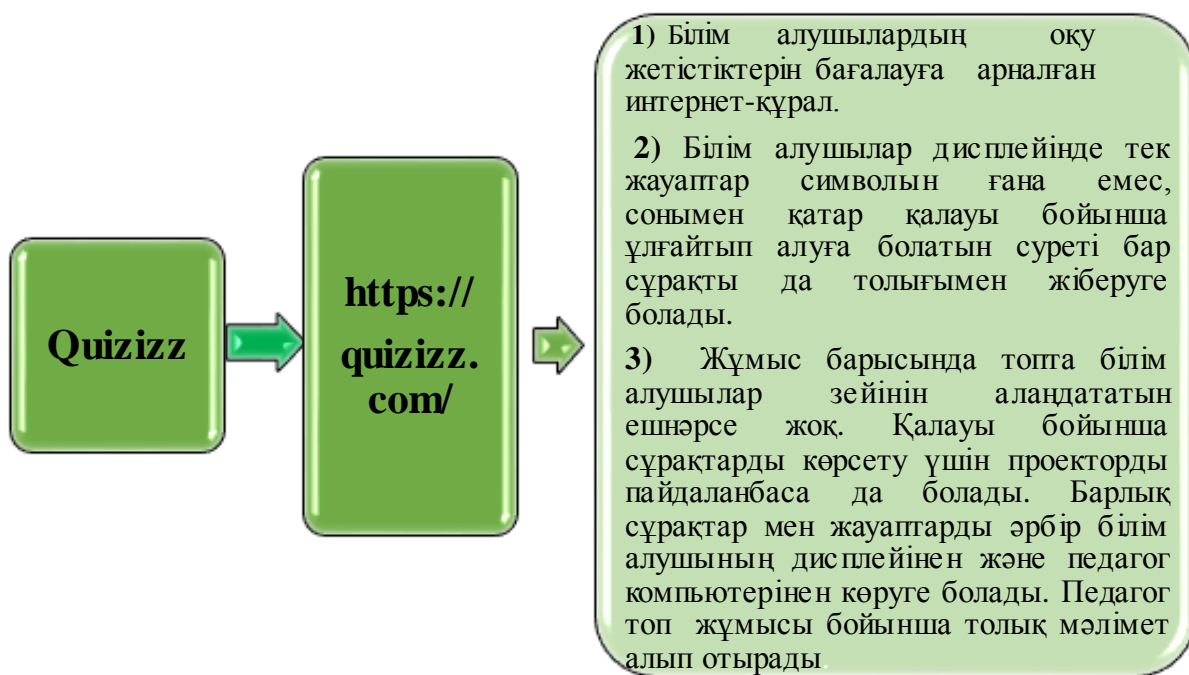 Quizizz
https://
quizizz.
com/
1) Білім алушылардың оқу
жетістіктерін бағалауға арналған
интернет-құрал.
2) Білім алушылар дисплейінде тек
жауаптар символын ғана емес,
сонымен қатар қалауы бойынша
ұлғайтып алуға болатын суреті бар
сұрақты да толығымен жіберуге
болады.
3) Жұмыс барысында топта білім
алушылар зейінін алаңдататын
ешнәрсе жоқ. Қалауы бойынша
сұрақтарды көрсету үшін проекторды
пайдаланбаса да болады. Барлық
сұрақтар мен жауаптарды әрбір білім
алушының дисплейінен және педагог
компьютерінен көруге болады. Педагог
топ жұмысы бойынша толық мәлімет
алып отырады.